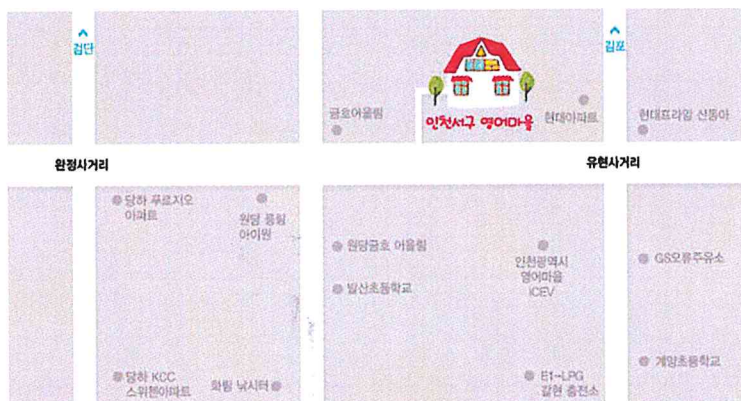 검단
김포
금호어울림
인천서구 영어마을
현대아파트
현대프라임 선동아
완정사거리
유현사거리
당하 푸르지오
아파트
원당 풍림
아이원
원당금호 어울림
발산초등학교
인천광역시
영어마을
ICEV
GS오류주유소
당하 KCC
스위첸아파트
화림 낚시터
E1-LPG
갈현 충전소
계양초등학교